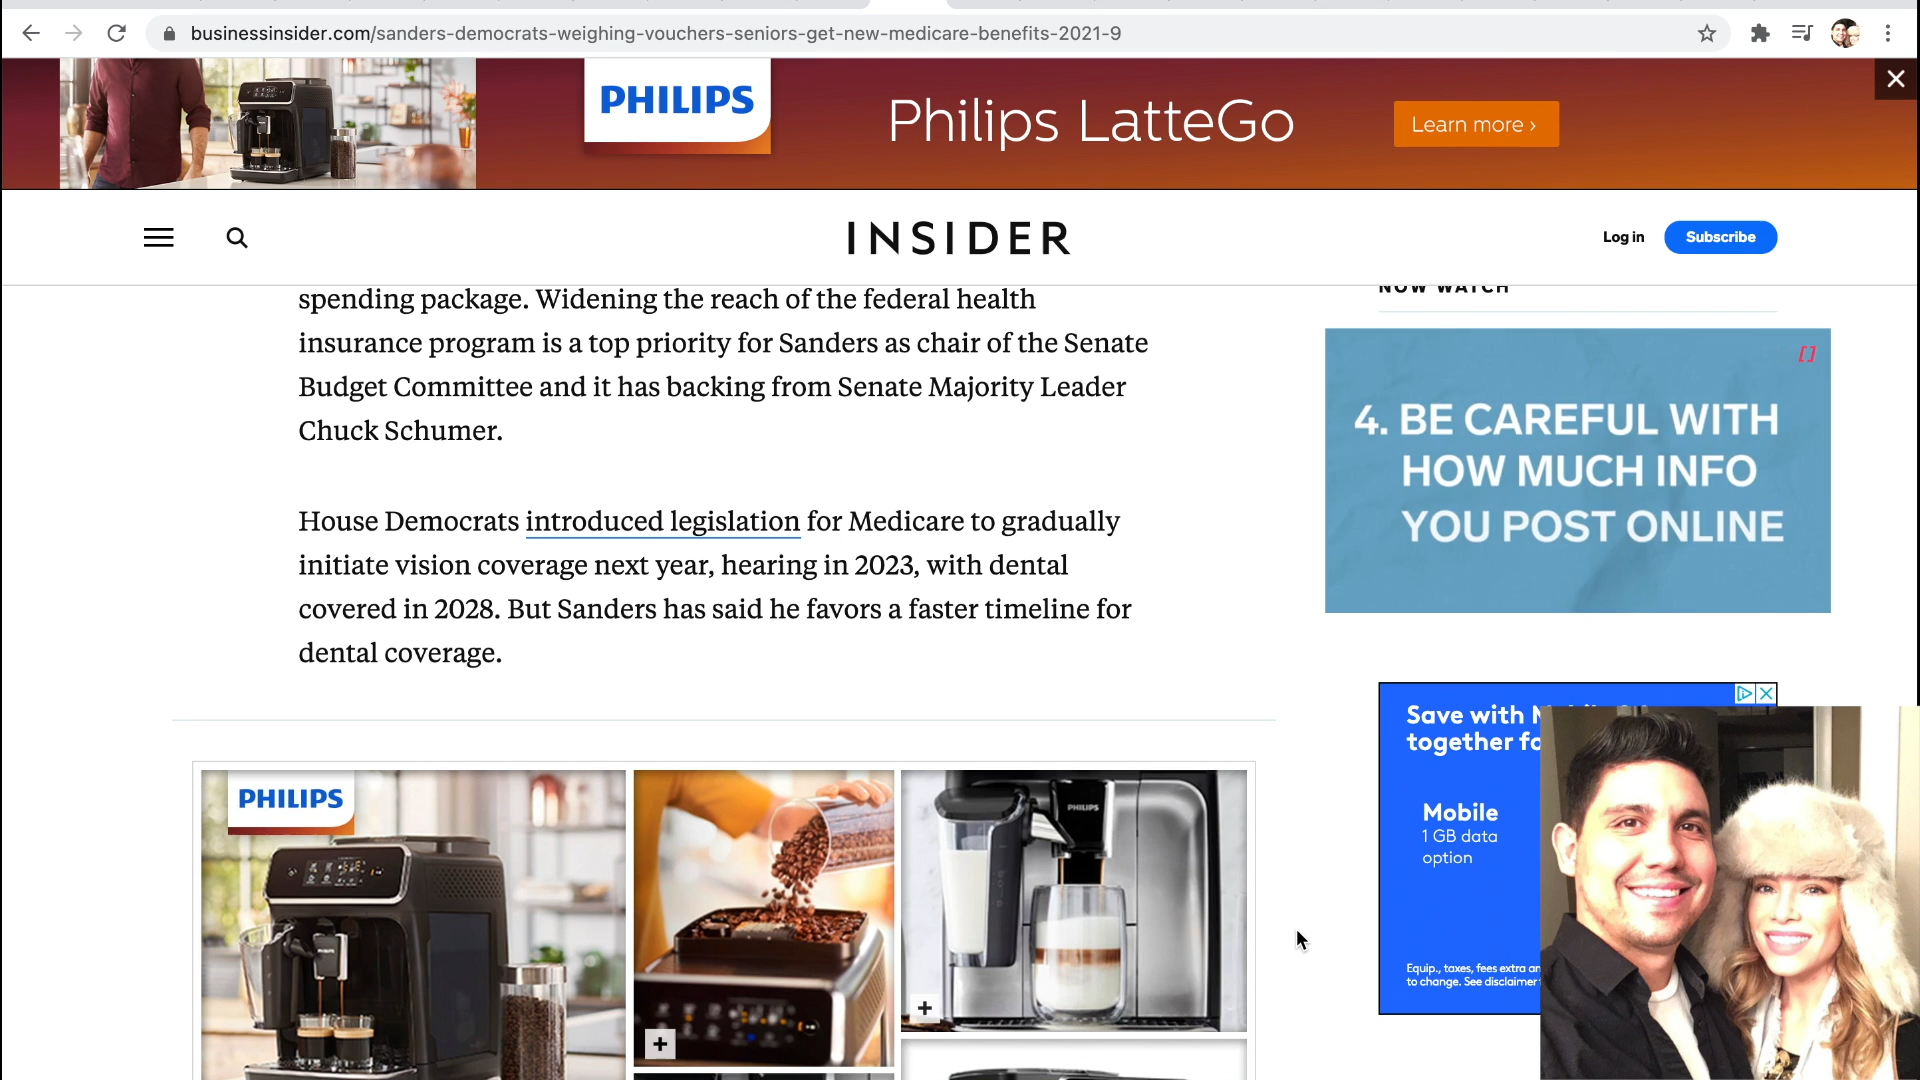 businessinsider.com/sanders-democrats-weighing-vouchers-seniors-get-new-medicare-benefits-2021-9
PHILIPS
Philips LatteGo
Learn more ›
INSIDER
Log in
Subscribe
spending package. Widening the reach of the federal health
insurance program is a top priority for Sanders as chair of the Senate
Budget Committee and it has backing from Senate Majority Leader
Chuck Schumer.
House Democrats introduced legislation for Medicare to gradually
initiate vision coverage next year, hearing in 2023, with dental
covered in 2028. But Sanders has said he favors a faster timeline for
dental coverage.
NOW WATCH
4. BE CAREFUL WITH
HOW MUCH INFO
YOU POST ONLINE
Save with
together
Mobile
1 GB data
option
Equip., taxes, fees extra
to change. See disclaimer
PHILIPS
PHILIPS